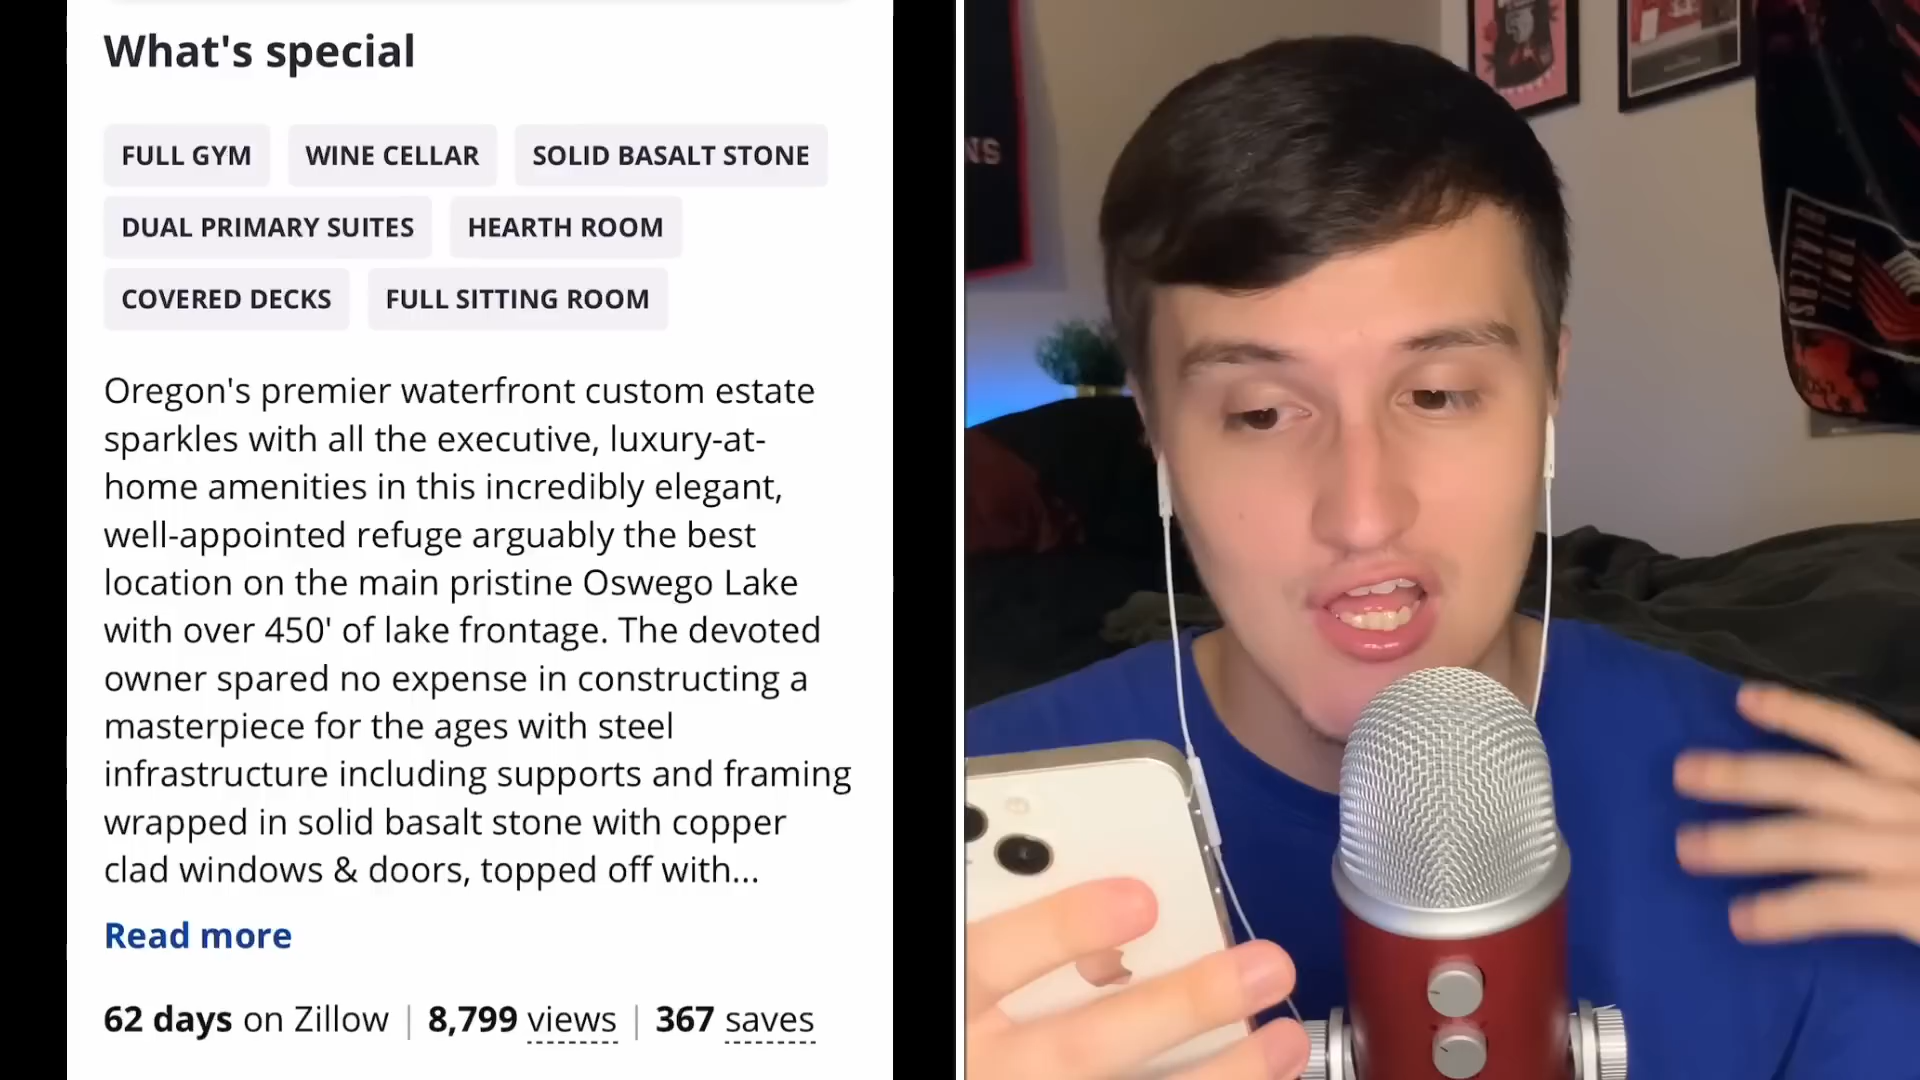 What's special
FULL GYM
WINE CELLAR
SOLID BASALT STONE
DUAL PRIMARY SUITES
HEARTH ROOM
COVERED DECKS
FULL SITTING ROOM
Oregon's premier waterfront custom estate
sparkles with all the executive, luxury-at-
home amenities in this incredibly elegant,
well-appointed refuge arguably the best
location on the main pristine Oswego Lake
with over 450' of lake frontage. The devoted
owner spared no expense in constructing a
masterpiece for the ages with steel
infrastructure including supports and framing
wrapped in solid basalt stone with copper
clad windows & doors, topped off with...
Read more
62 days on Zillow | 8,799 views | 367 saves
NS
TRAIL
BLAZERS